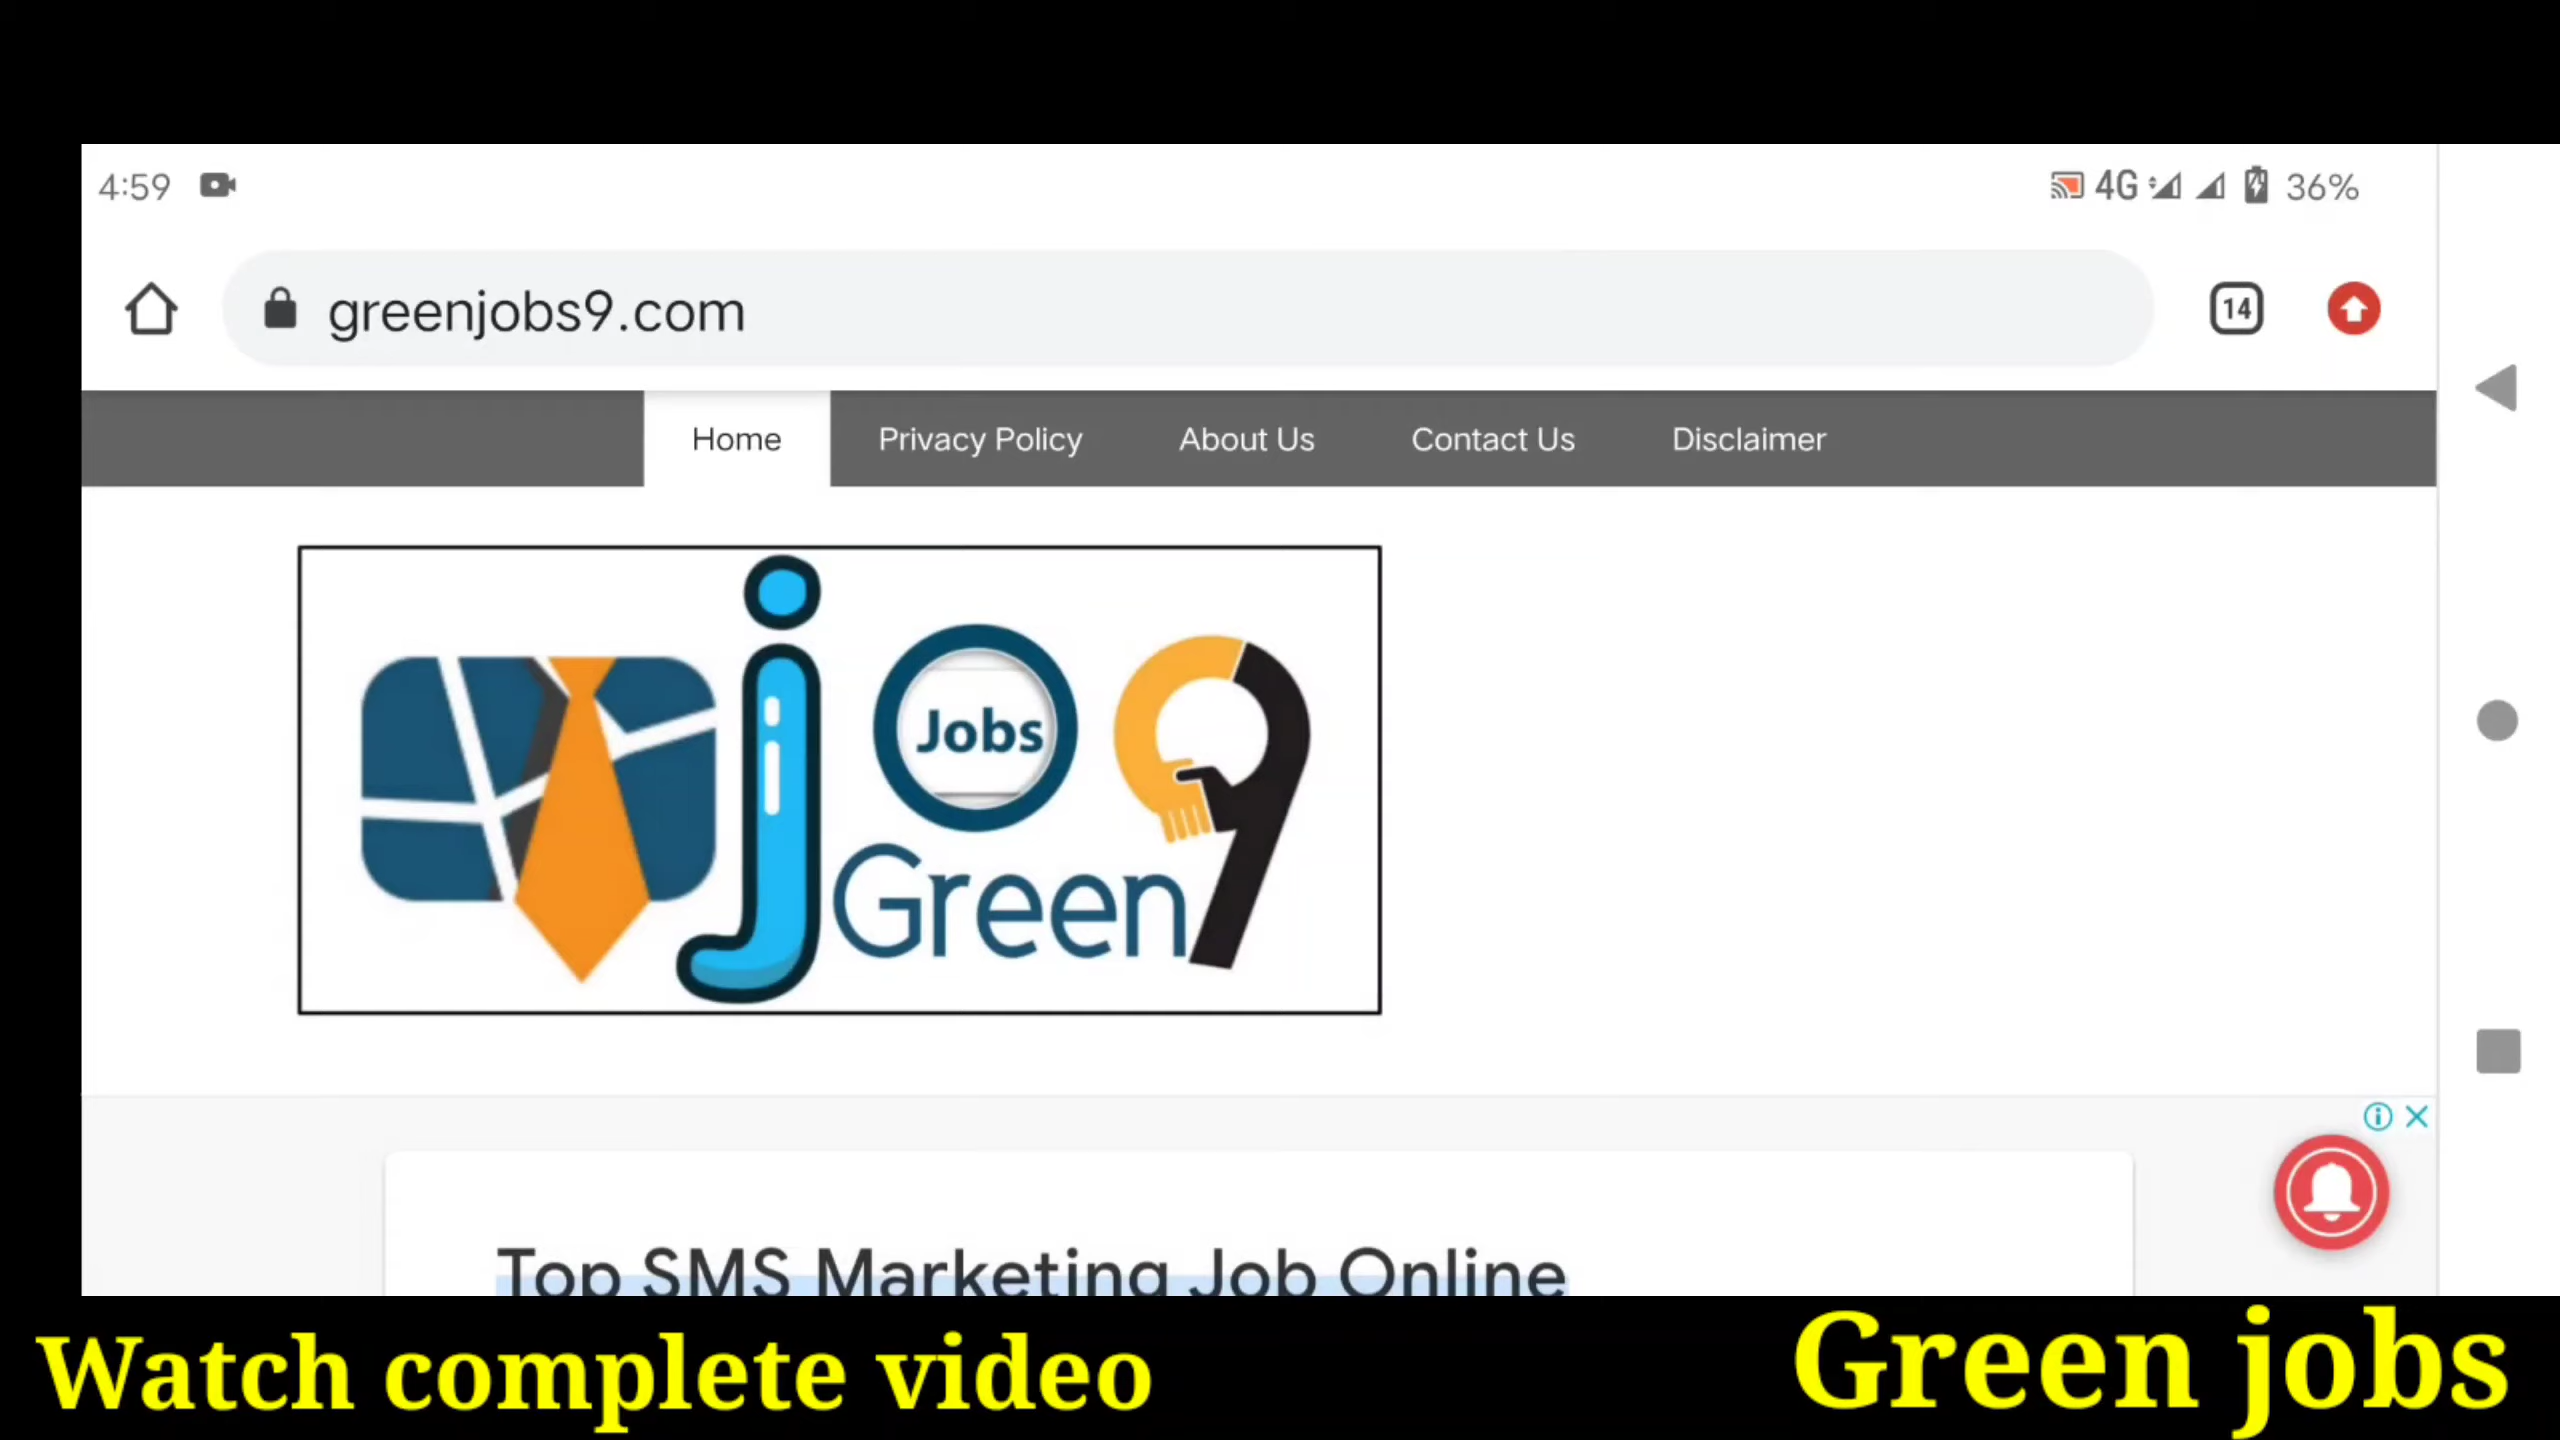 4:59 4G 36%
greenjobs9.com 14
Home Privacy Policy About Us Contact Us Disclaimer
j Jobs 9
Green
Top SMS Marketing Job Online
Watch complete video Green jobs